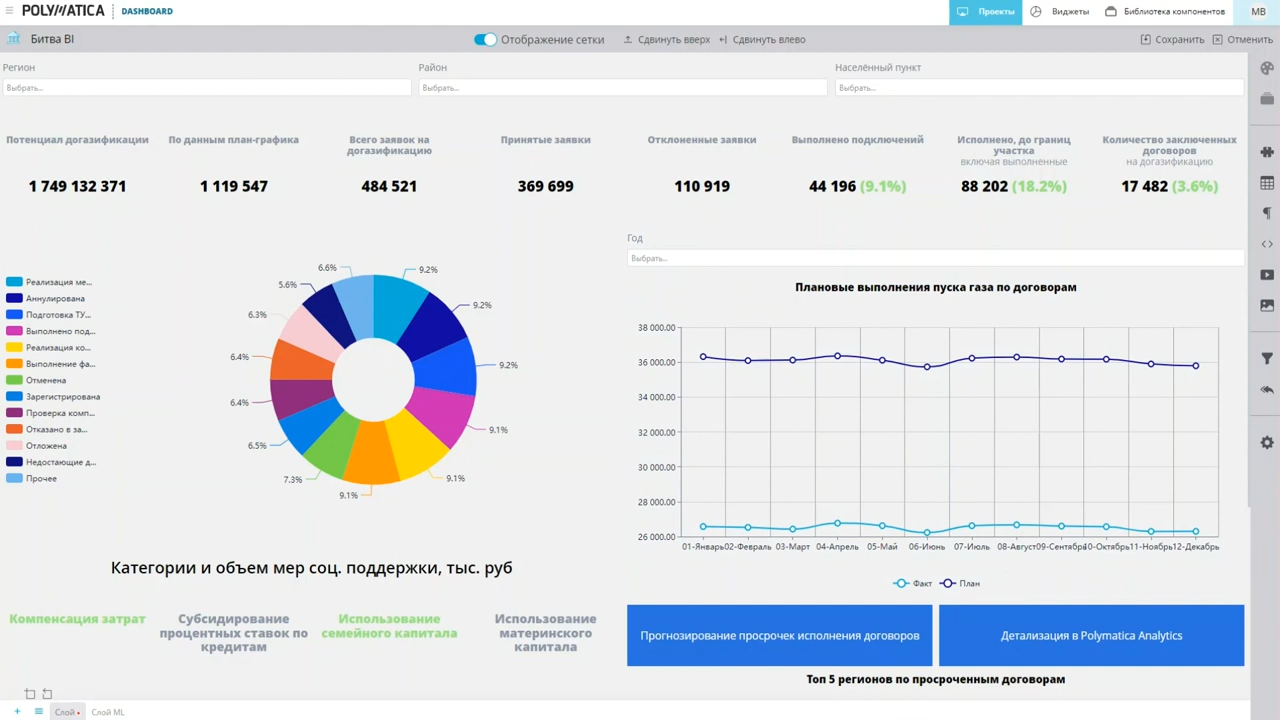 POLYMATICA DASHBOARD
Проекты
Виджеты
Библиотека компонентов
MB
Битва BI
Отображение сетки
Сдвинуть вверх
Сдвинуть влево
Сохранить
Отменить
Регион
Район
Населённый пункт
Выбрать...
Выбрать...
Выбрать...
Потенциал догазификации
1 749 132 371
По данным план-графика
1 119 547
Всего заявок на
догазификацию
484 521
Принятые заявки
369 699
Отклоненные заявки
110 919
Выполнено подключений
44 196 (9.1%)
Исполнено, до границ
участка
включая выполненные
88 202 (18.2%)
Количество заключенных
договоров
на догазификацию
17 482 (3.6%)
Реализация ме...
Аннулирована
Подготовка ТУ...
Выполнено под...
Реализация ко...
Выполнение фа...
Отменена
Зарегистрирована
Проверка комп...
Отказано в за...
Отложена
Недостающие д...
Прочее
9.2%
9.2%
9.2%
9.1%
9.1%
9.1%
7.3%
6.5%
6.4%
6.4%
6.3%
5.6%
6.6%
Год
Выбрать...
Плановые выполнения пуска газа по договорам
38 000.00
36 000.00
34 000.00
32 000.00
30 000.00
28 000.00
26 000.00
01-Январь
02-Февраль
03-Март
04-Апрель
05-Май
06-Июнь
07-Июль
08-Август
09-Сентябрь
10-Октябрь
11-Ноябрь
12-Декабрь
Факт
План
Категории и объем мер соц. поддержки, тыс. руб
Компенсация затрат
Субсидирование
процентных ставок по
кредитам
Использование
семейного капитала
Использование
материнского
капитала
Прогнозирование просрочек исполнения договоров
Детализация в Polymatica Analytics
Топ 5 регионов по просроченным договорам
Слой
Слой ML